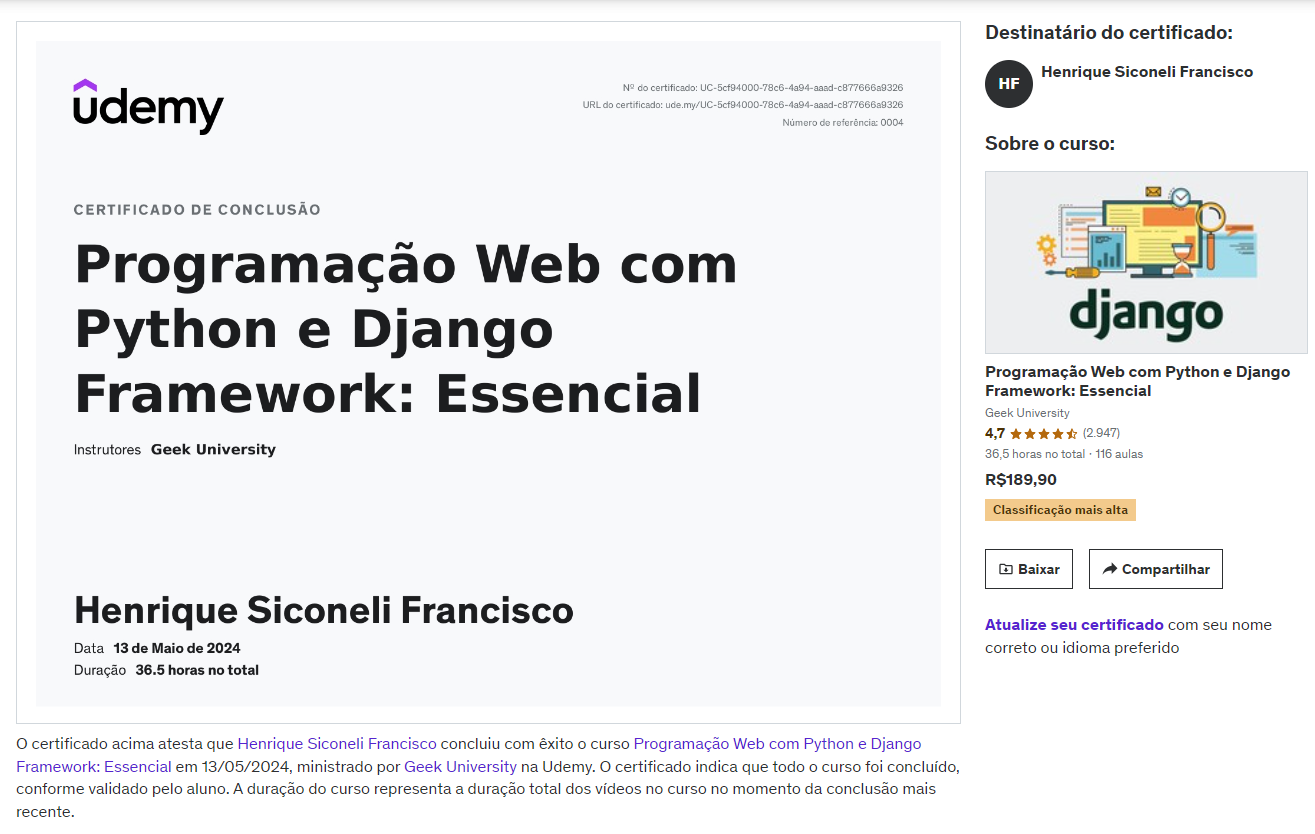 udemy
Nº do certificado: UC-5cf94000-78c6-4a94-aaad-c877666a9326
URL do certificado: ude.my/UC-5cf94000-78c6-4a94-aaad-c877666a9326
Número de referência: 0004
CERTIFICADO DE CONCLUSÃO
Programação Web com
Python e Django
Framework: Essencial
Instrutores Geek University
Henrique Siconeli Francisco
Data 13 de Maio de 2024
Duração 36.5 horas no total
O certificado acima atesta que Henrique Siconeli Francisco concluiu com êxito o curso Programação Web com Python e Django
Framework: Essencial em 13/05/2024, ministrado por Geek University na Udemy. O certificado indica que todo o curso foi concluído,
conforme validado pelo aluno. A duração do curso representa a duração total dos vídeos no curso no momento da conclusão mais
recente.
Destinatário do certificado:
HF
Henrique Siconeli Francisco
Sobre o curso:
django
Programação Web com Python e Django
Framework: Essencial
Geek University
4,7 (2.947)
36,5 horas no total · 116 aulas
R$189,90
Classificação mais alta
Baixar
Compartilhar
Atualize seu certificado com seu nome
correto ou idioma preferido